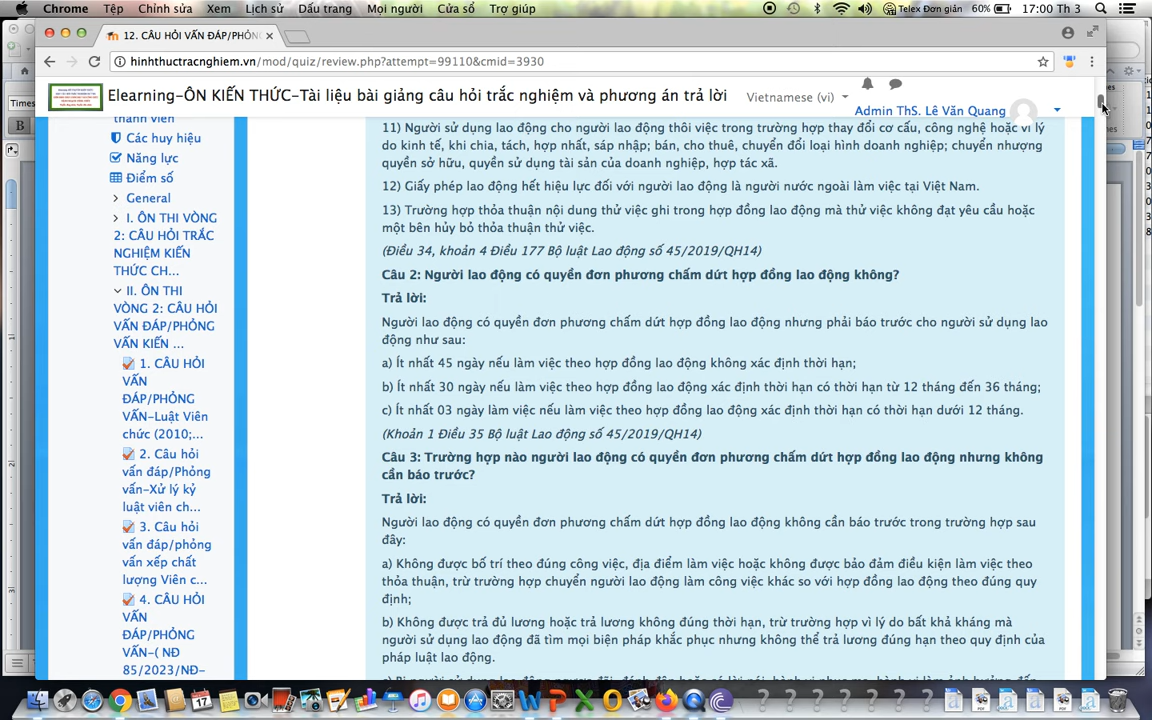 Chrome Tệp Chỉnh sửa Xem Lịch sử Dấu trang Mọi người Cửa sổ Trợ giúp Telex Đơn giản 60% 17:00 Th 3
12. CÂU HỎI VẤN ĐÁP/PHỎN
hinhthuctracnghiem.vn/mod/quiz/review.php?attempt=99110&cmid=3930
Elearning-ÔN KIẾN THỨC-Tài liệu bài giảng câu hỏi trắc nghiệm và phương án trả lời
Vietnamese (vi)
Admin ThS. Lê Văn Quang
Times
B
thành viên
Các huy hiệu
Năng lực
Điểm số
General
I. ÔN THI VÒNG
2: CÂU HỎI TRẮC
NGHIỆM KIẾN
THỨC CH...
II. ÔN THI
VÒNG 2: CÂU HỎI
VẤN ĐÁP/PHỎNG
VẤN KIẾN ...
1. CÂU HỎI
VẤN
ĐÁP/PHỎNG
VẤN-Luật Viên
chức (2010;...
2. Câu hỏi
vấn đáp/Phỏng
vấn-Xử lý kỷ
luật viên ch...
3. Câu hỏi
vấn đáp/phỏng
vấn xếp chất
lượng Viên c...
4. CÂU HỎI
VẤN
ĐÁP/PHỎNG
VẤN-( NĐ
85/2023/NĐ-
11) Người sử dụng lao động cho người lao động thôi việc trong trường hợp thay đổi cơ cấu, công nghệ hoặc vì lý
do kinh tế, khi chia, tách, hợp nhất, sáp nhập; bán, cho thuê, chuyển đổi loại hình doanh nghiệp; chuyển nhượng
quyền sở hữu, quyền sử dụng tài sản của doanh nghiệp, hợp tác xã.
12) Giấy phép lao động hết hiệu lực đối với người lao động là người nước ngoài làm việc tại Việt Nam.
13) Trường hợp thỏa thuận nội dung thử việc ghi trong hợp đồng lao động mà thử việc không đạt yêu cầu hoặc
một bên hủy bỏ thỏa thuận thử việc.
(Điều 34, khoản 4 Điều 177 Bộ luật Lao động số 45/2019/QH14)
Câu 2: Người lao động có quyền đơn phương chấm dứt hợp đồng lao động không?
Trả lời:
Người lao động có quyền đơn phương chấm dứt hợp đồng lao động nhưng phải báo trước cho người sử dụng lao
động như sau:
a) Ít nhất 45 ngày nếu làm việc theo hợp đồng lao động không xác định thời hạn;
b) Ít nhất 30 ngày nếu làm việc theo hợp đồng lao động xác định thời hạn có thời hạn từ 12 tháng đến 36 tháng;
c) Ít nhất 03 ngày làm việc nếu làm việc theo hợp đồng lao động xác định thời hạn có thời hạn dưới 12 tháng.
(Khoản 1 Điều 35 Bộ luật Lao động số 45/2019/QH14)
Câu 3: Trường hợp nào người lao động có quyền đơn phương chấm dứt hợp đồng lao động nhưng không
cần báo trước?
Trả lời:
Người lao động có quyền đơn phương chấm dứt hợp đồng lao động không cần báo trước trong trường hợp sau
đây:
a) Không được bố trí theo đúng công việc, địa điểm làm việc hoặc không được bảo đảm điều kiện làm việc theo
thỏa thuận, trừ trường hợp chuyển người lao động làm công việc khác so với hợp đồng lao động theo đúng quy
định;
b) Không được trả đủ lương hoặc trả lương không đúng thời hạn, trừ trường hợp vì lý do bất khả kháng mà
người sử dụng lao động đã tìm mọi biện pháp khắc phục nhưng không thể trả lương đúng hạn theo quy định của
pháp luật lao động.